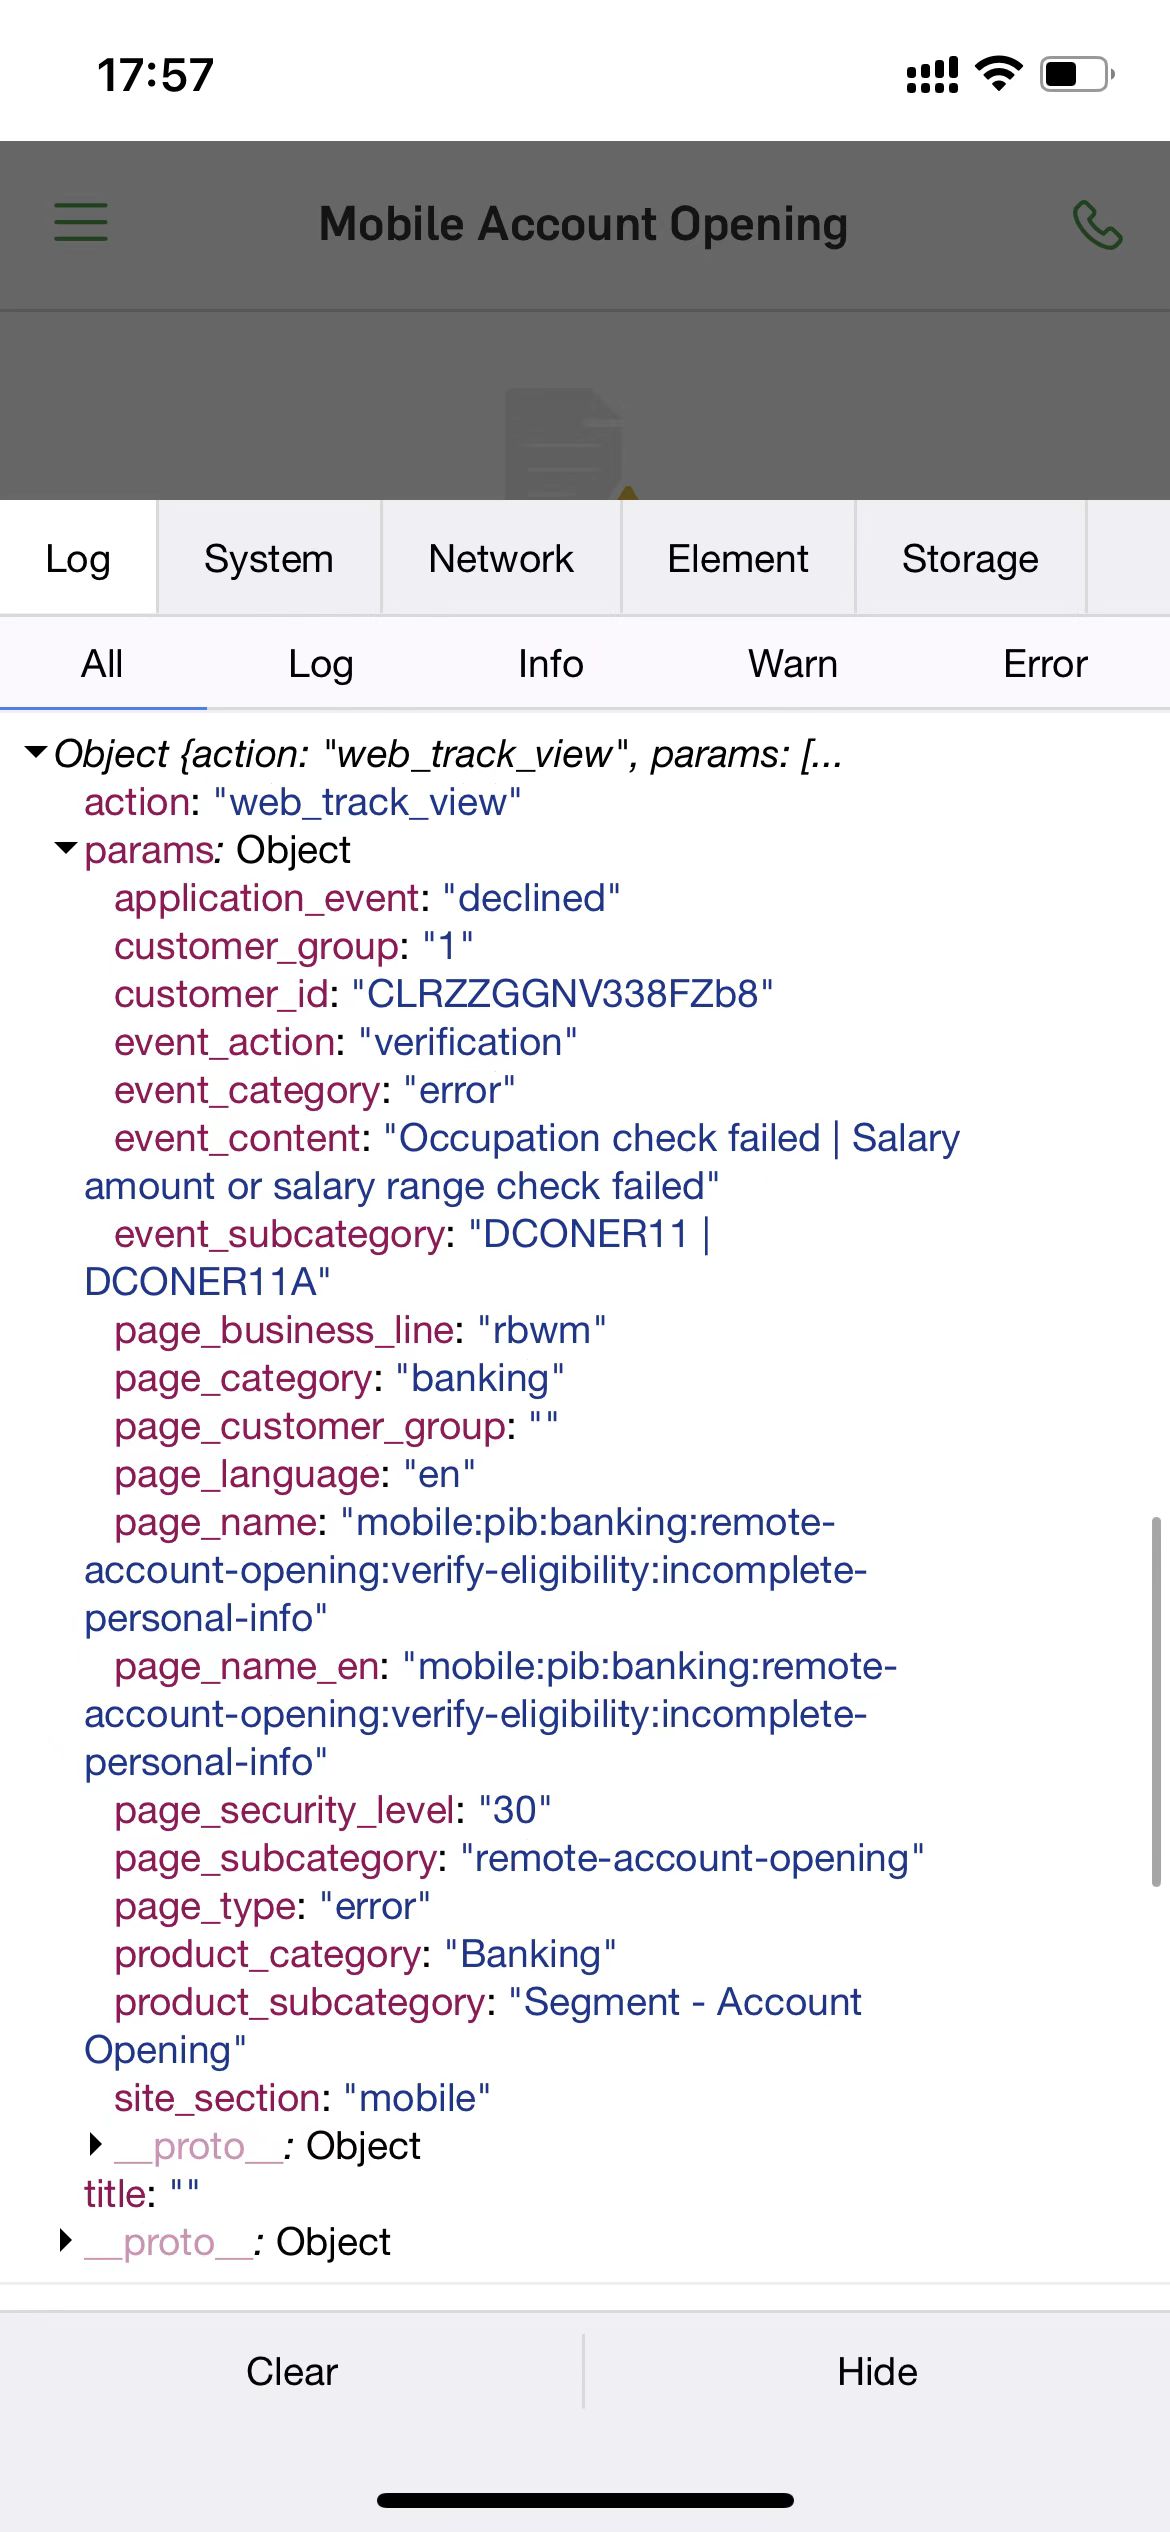 17:57
Mobile Account Opening
Log System Network Element Storage
All Log Info Warn Error
Object {action: "web_track_view", params: [...
action: "web_track_view"
params: Object
application_event: "declined"
customer_group: "1"
customer_id: "CLRZZGGNV338FZb8"
event_action: "verification"
event_category: "error"
event_content: "Occupation check failed | Salary
amount or salary range check failed"
event_subcategory: "DCONER11 |
DCONER11A"
page_business_line: "rbwm"
page_category: "banking"
page_customer_group: ""
page_language: "en"
page_name: "mobile:pib:banking:remote-
account-opening:verify-eligibility:incomplete-
personal-info"
page_name_en: "mobile:pib:banking:remote-
account-opening:verify-eligibility:incomplete-
personal-info"
page_security_level: "30"
page_subcategory: "remote-account-opening"
page_type: "error"
product_category: "Banking"
product_subcategory: "Segment - Account
Opening"
site_section: "mobile"
__proto__: Object
title: ""
__proto__: Object
Clear Hide